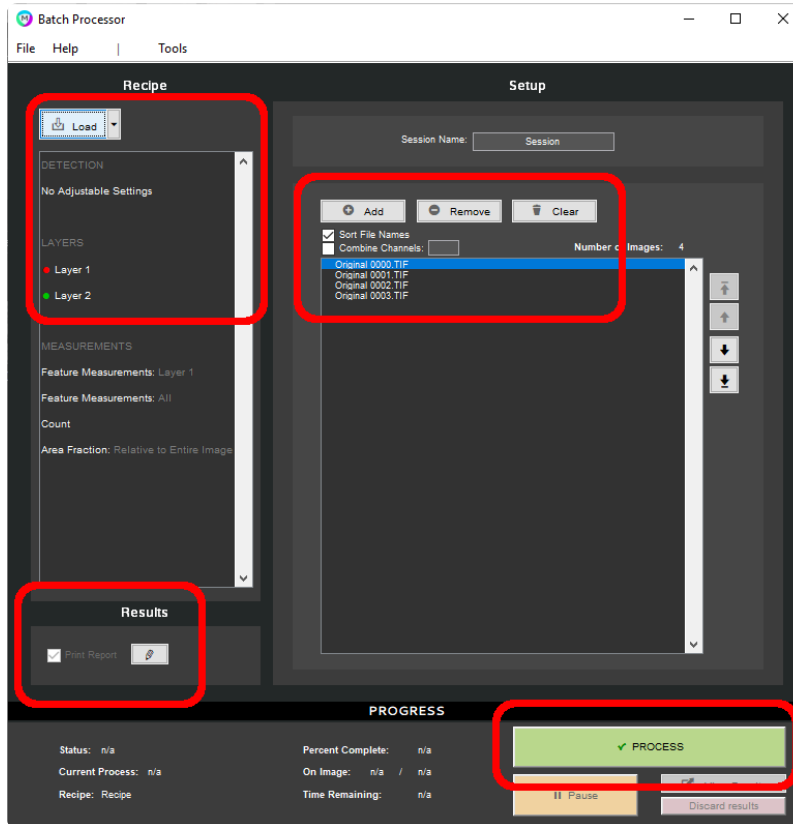 Batch Processor
File Help | Tools
Recipe
Load
DETECTION
No Adjustable Settings
LAYERS
Layer 1
Layer 2
MEASUREMENTS
Feature Measurements: Layer 1
Feature Measurements: All
Count
Area Fraction: Relative to Entire Image
Results
Print Report
Setup
Session Name: Session
Add Remove Clear
Sort File Names
Combine Channels: Number of Images: 4
Original 0000.TIF
Original 0001.TIF
Original 0002.TIF
Original 0003.TIF
PROGRESS
Status: n/a
Current Process: n/a
Recipe: Recipe
Percent Complete: n/a
On Image: n/a / n/a
Time Remaining: n/a
PROCESS
Pause
Discard results